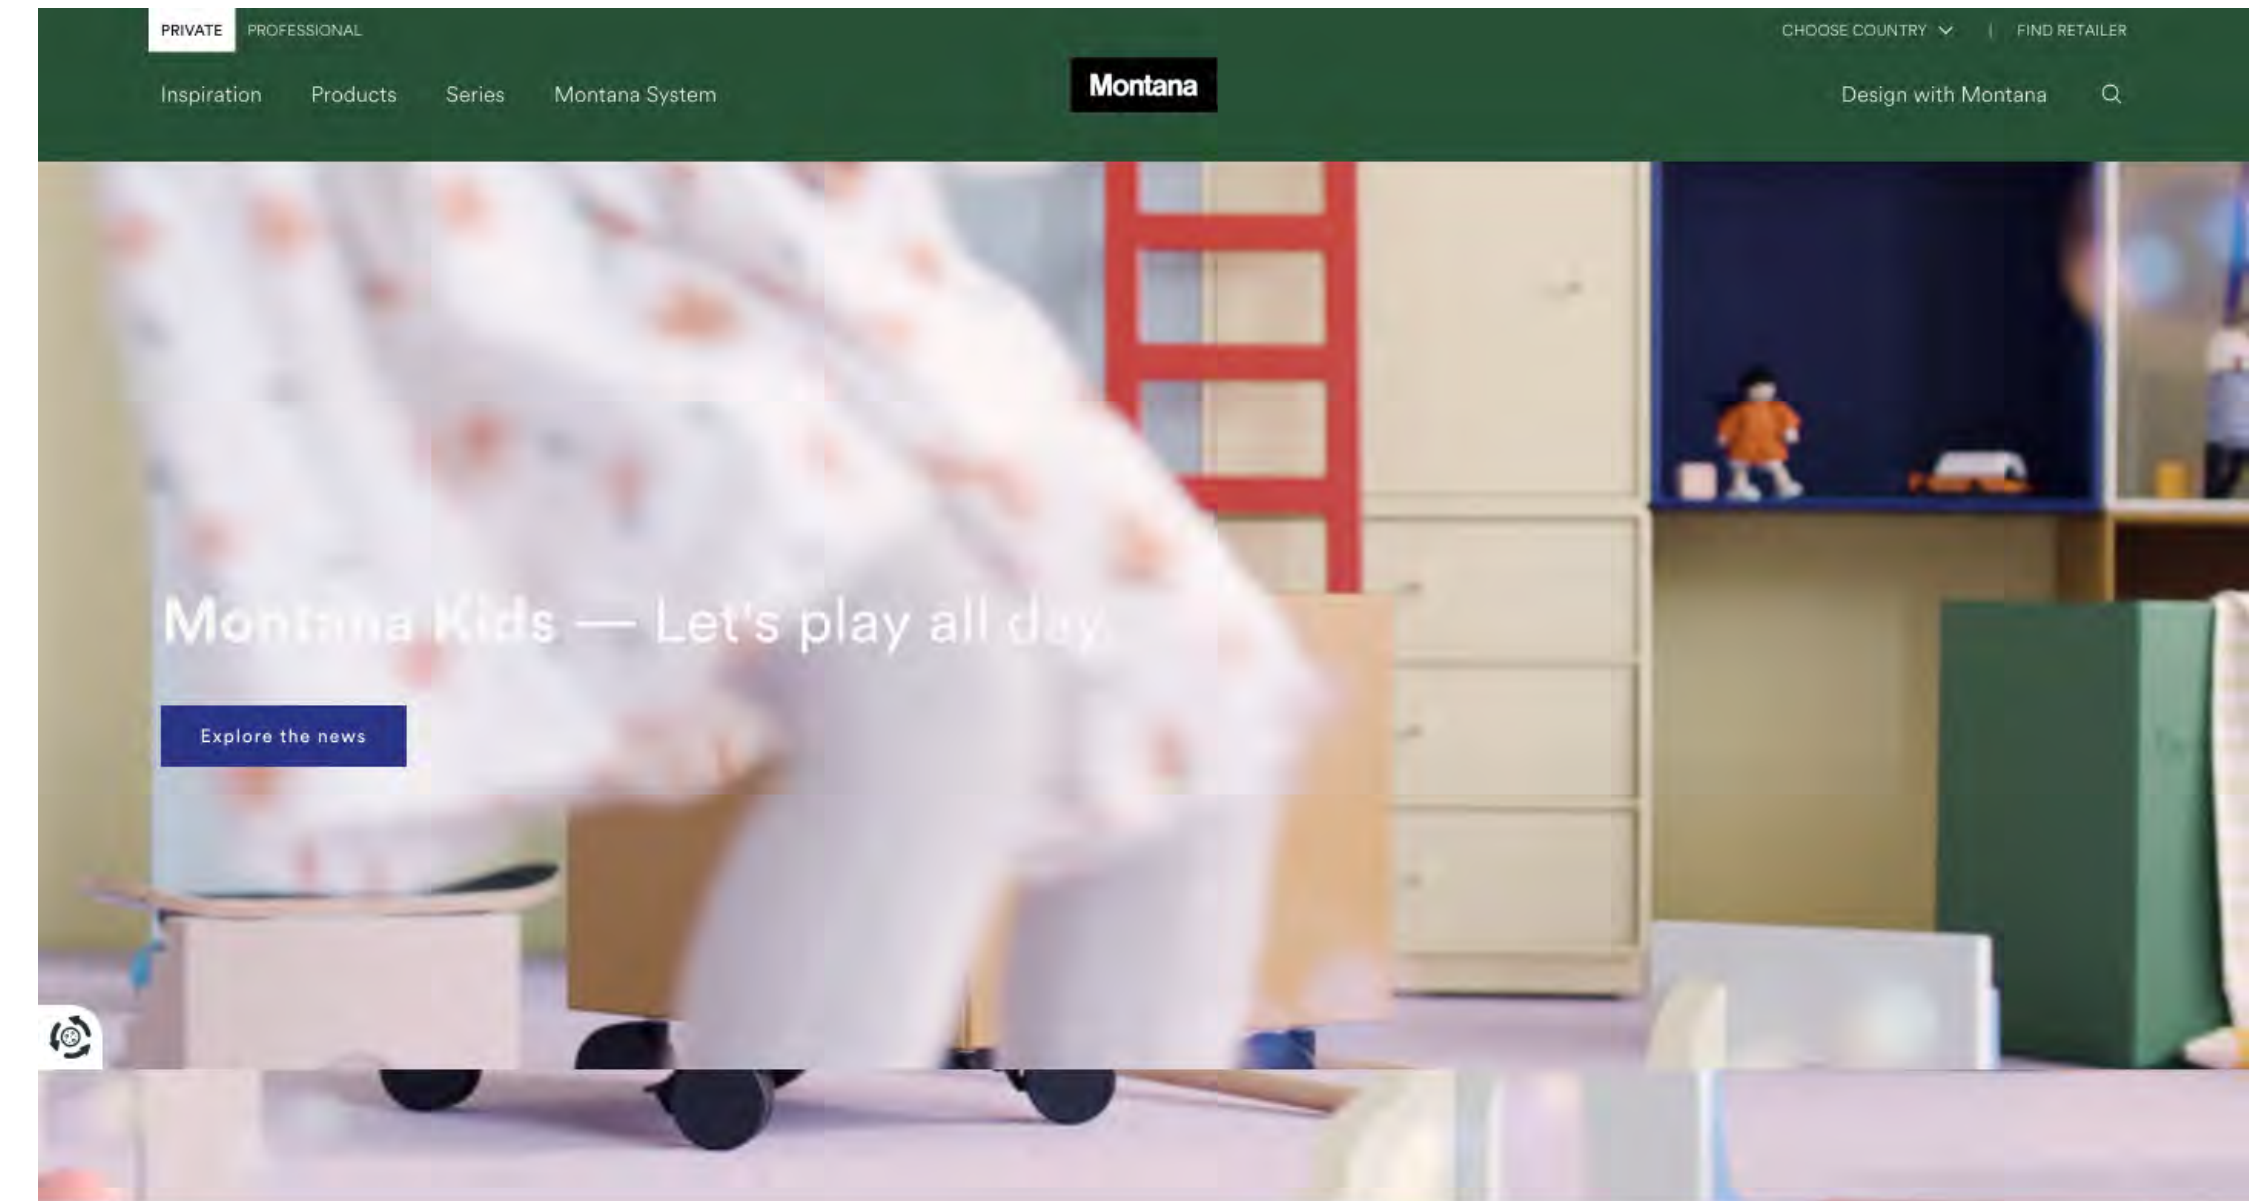 PRIVATE PROFESSIONAL CHOOSE COUNTRY | FIND RETAILER
Inspiration Products Series Montana System Montana Design with Montana
Montana Kids — Let's play all day.
Explore the news